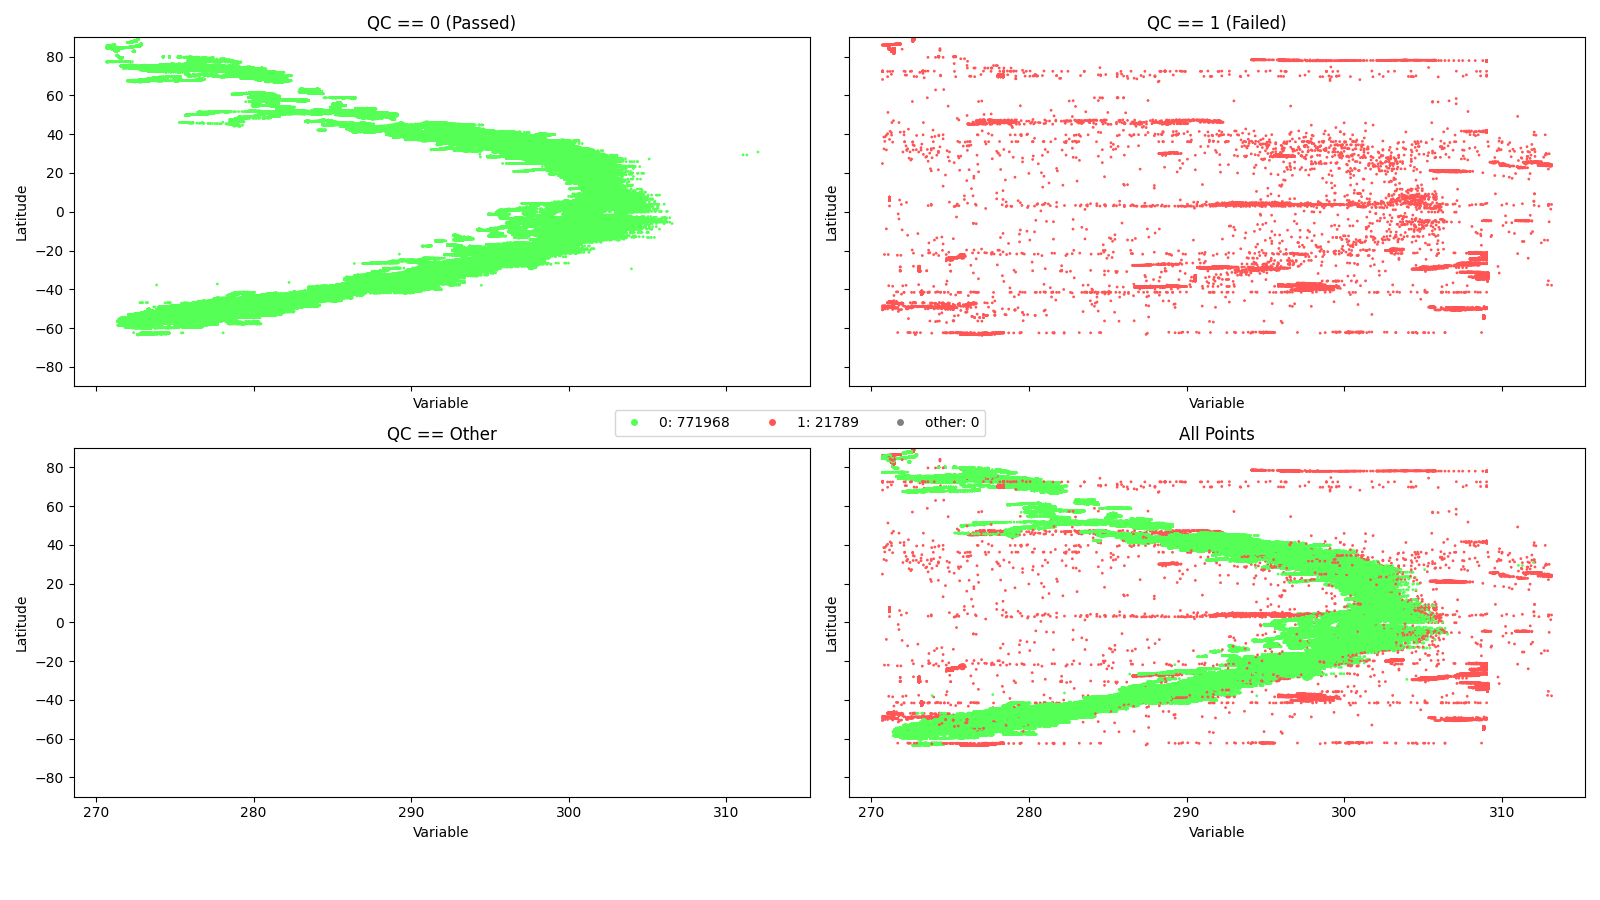 QC == 0 (Passed)
80
60
40
20
0
−20
−40
−60
−80
Latitude
Variable
QC == 1 (Failed)
Latitude
Variable
0: 771968 1: 21789 other: 0
QC == Other
80
60
40
20
0
−20
−40
−60
−80
Latitude
270 280 290 300 310
Variable
All Points
Latitude
270 280 290 300 310
Variable